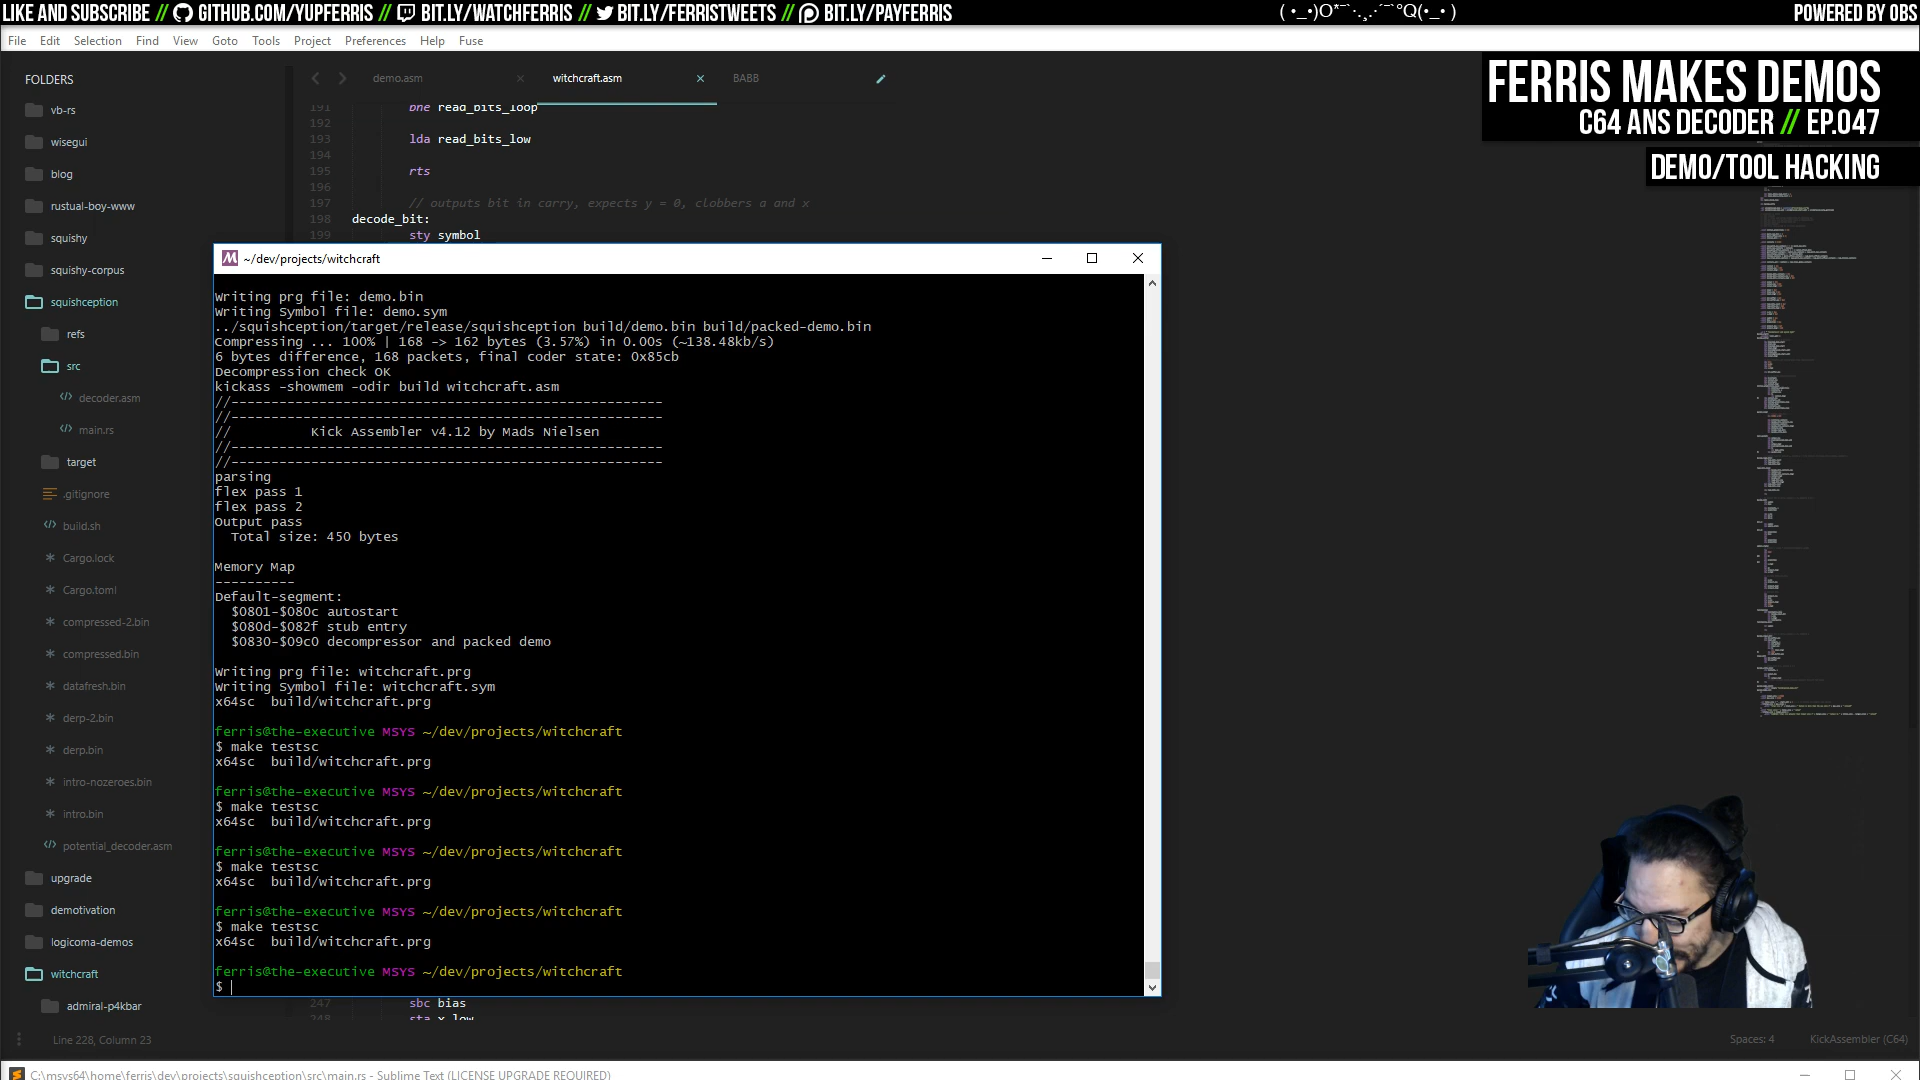 LIKE AND SUBSCRIBE // GITHUB.COM/YUPFERRIS // BIT.LY/WATCHFERRIS // BIT.LY/FERRISTWEETS // BIT.LY/PAYFERRIS
POWERED BY OBS
File Edit Selection Find View Goto Tools Project Preferences Help Fuse
FERRIS MAKES DEMOS
C64 ANS DECODER // EP.047
DEMO/TOOL HACKING
FOLDERS
vb-rs
wisegui
blog
rustual-boy-www
squishy
squishy-corpus
squishception
refs
src
decoder.asm
main.rs
target
.gitignore
build.sh
Cargo.lock
Cargo.toml
compressed-2.bin
compressed.bin
datafresh.bin
derp-2.bin
derp.bin
intro-nozeroes.bin
intro.bin
potential_decoder.asm
upgrade
demotivation
logicoma-demos
witchcraft
admiral-p4kbar
demo.asm witchcraft.asm BABB
191 bne read_bits_loop
192
193 lda read_bits_low
194
195 rts
196
197 // outputs bit in carry, expects y = 0, clobbers a and x
198 decode_bit:
199 sty symbol
~/dev/projects/witchcraft
Writing prg file: demo.bin
Writing Symbol file: demo.sym
../squishception/target/release/squishception build/demo.bin build/packed-demo.bin
Compressing ... 100% | 168 -> 162 bytes (3.57%) in 0.00s (~138.48kb/s)
6 bytes difference, 168 packets, final coder state: 0x85cb
Decompression check OK
kickass -showmem -odir build witchcraft.asm
//------------------------------------------------------
//------------------------------------------------------
// Kick Assembler v4.12 by Mads Nielsen
//------------------------------------------------------
//------------------------------------------------------
parsing
flex pass 1
flex pass 2
Output pass
Total size: 450 bytes
Memory Map
----------
Default-segment:
$0801-$080c autostart
$080d-$082f stub entry
$0830-$09c0 decompressor and packed demo
Writing prg file: witchcraft.prg
Writing Symbol file: witchcraft.sym
x64sc build/witchcraft.prg
ferris@the-executive MSYS ~/dev/projects/witchcraft
$ make testsc
x64sc build/witchcraft.prg
ferris@the-executive MSYS ~/dev/projects/witchcraft
$ make testsc
x64sc build/witchcraft.prg
ferris@the-executive MSYS ~/dev/projects/witchcraft
$ make testsc
x64sc build/witchcraft.prg
ferris@the-executive MSYS ~/dev/projects/witchcraft
$ make testsc
x64sc build/witchcraft.prg
ferris@the-executive MSYS ~/dev/projects/witchcraft
$
247 sbc bias
248 sta x_low
Line 228, Column 23
Spaces: 4 KickAssembler (C64)
C:\msys64\home\ferris\dev\projects\squishception\src\main.rs - Sublime Text (LICENSE UPGRADE REQUIRED)